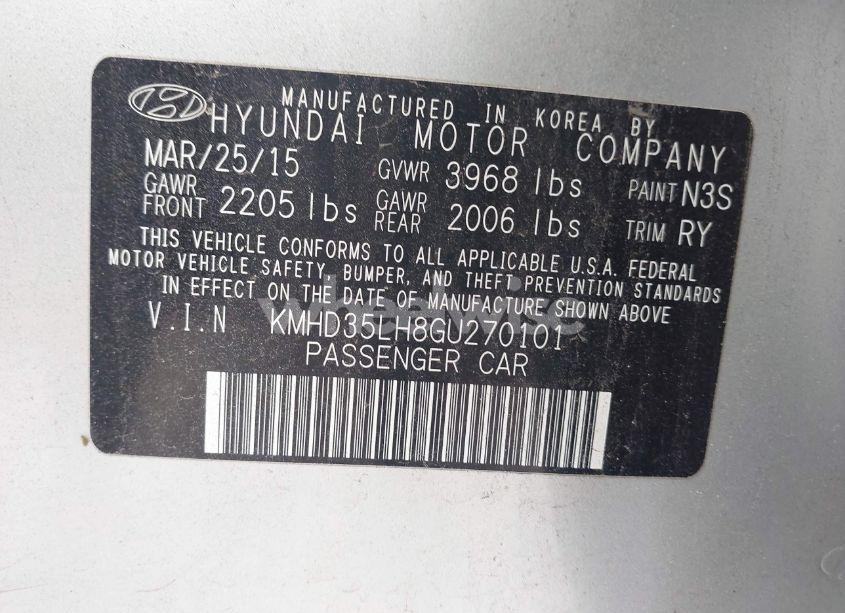 MANUFACTURED IN KOREA BY
HYUNDAI MOTOR COMPANY
MAR/25/15 GVWR 3968 lbs PAINT N3S
GAWR FRONT 2205 lbs GAWR REAR 2006 lbs TRIM RY
THIS VEHICLE CONFORMS TO ALL APPLICABLE U.S.A. FEDERAL
MOTOR VEHICLE SAFETY, BUMPER, AND THEFT PREVENTION STANDARDS
IN EFFECT ON THE DATE OF MANUFACTURE SHOWN ABOVE
V.I.N KMHD35LH8GU270101
PASSENGER CAR